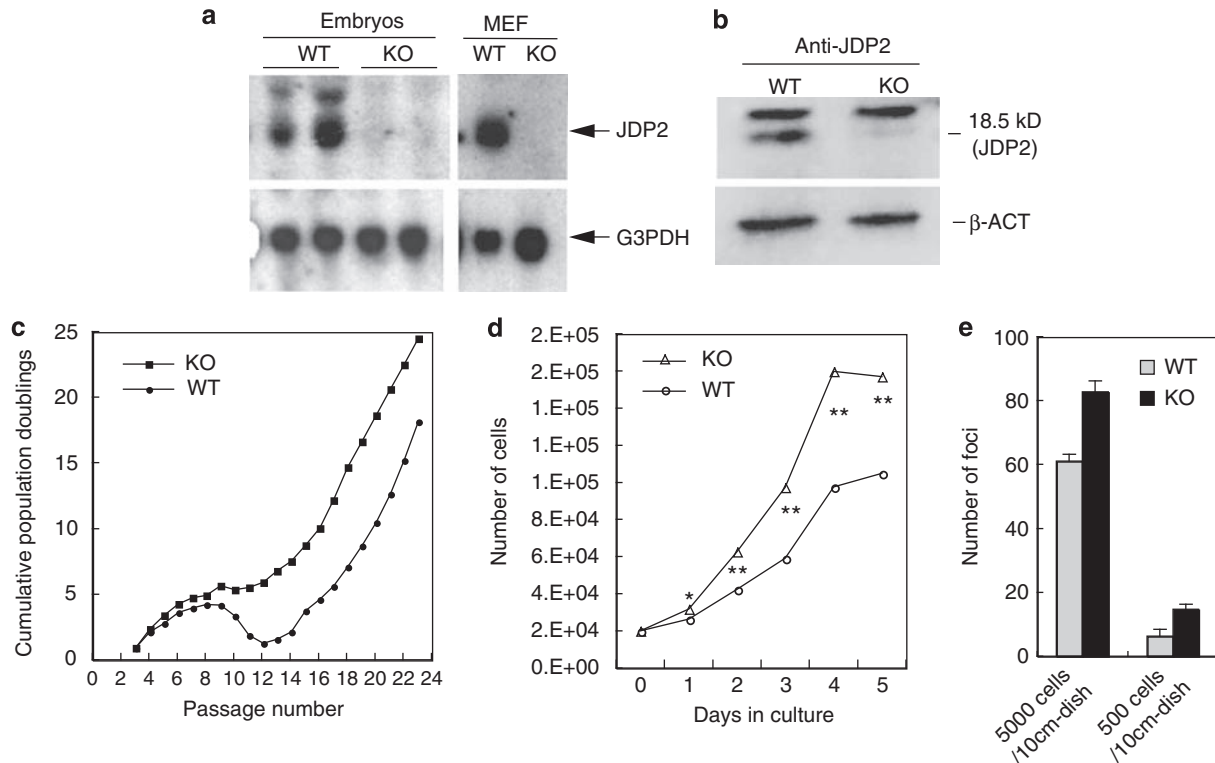 a
Embryos
WT KO
MEF
WT KO
JDP2
G3PDH
b
Anti-JDP2
WT KO
18.5 kD
(JDP2)
β-ACT
c
25
20
15
10
5
0
0 2 4 6 8 10 12 14 16 18 20 22 24
Cumulative population doublings
Passage number
KO
WT
d
2.E+05
2.E+05
1.E+05
1.E+05
1.E+05
8.E+04
6.E+04
4.E+04
2.E+04
0.E+00
0 1 2 3 4 5
Number of cells
Days in culture
KO
WT
*
**
**
**
**
e
100
80
60
40
20
0
Number of foci
WT
KO
5000 cells
/10cm-dish
500 cells
/10cm-dish